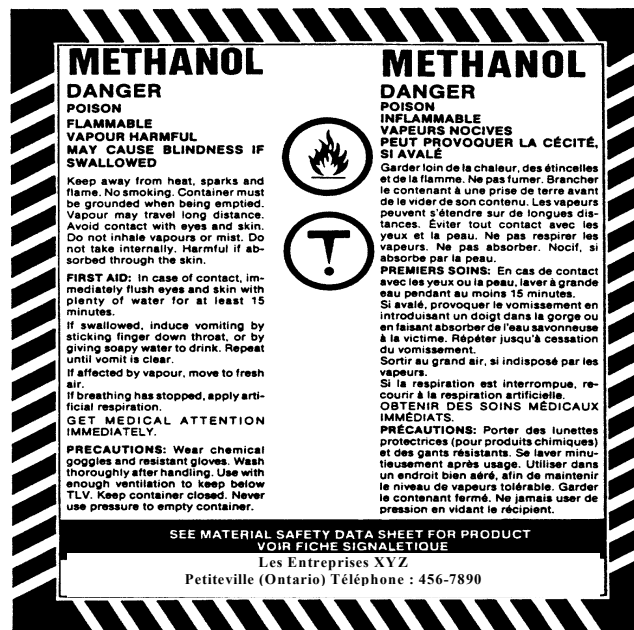 METHANOL
DANGER
POISON
FLAMMABLE
VAPOUR HARMFUL
MAY CAUSE BLINDNESS IF
SWALLOWED
Keep away from heat, sparks and
flame. No smoking. Container must
be grounded when being emptied.
Vapour may travel long distance.
Avoid contact with eyes and skin.
Do not inhale vapours or mist. Do
not take internally. Harmful if ab-
sorbed through the skin.
FIRST AID: In case of contact, im-
mediately flush eyes and skin with
plenty of water for at least 15
minutes.
If swallowed, induce vomiting by
sticking finger down throat, or by
giving soapy water to drink. Repeat
until vomit is clear.
If affected by vapour, move to fresh
air.
If breathing has stopped, apply arti-
ficial respiration.
GET MEDICAL ATTENTION
IMMEDIATELY.
PRECAUTIONS: Wear chemical
goggles and resistant gloves. Wash
thoroughly after handling. Use with
enough ventilation to keep below
TLV. Keep container closed. Never
use pressure to empty container.
METHANOL
DANGER
POISON
INFLAMMABLE
VAPEURS NOCIVES
PEUT PROVOQUER LA CÉCITÉ,
SI AVALÉ
Garder loin de la chaleur, des étincelles
et de la flamme. Ne pas fumer. Brancher
le contenant à une prise de terre avant
de le vider de son contenu. Les vapeurs
peuvent s'étendre sur de longues dis-
tances. Éviter tout contact avec les
yeux et la peau. Ne pas respirer les
vapeurs. Ne pas absorber. Nocif, si
absorbe par la peau.
PREMIERS SOINS: En cas de contact
avec les yeux ou la peau, laver à grande
eau pendant au moins 15 minutes.
Si avalé, provoquer le vomissement en
introduisant un doigt dans la gorge ou
en faisant absorber de l'eau savonneuse
à la victime. Répéter jusqu'à cessation
du vomissement.
Sortir au grand air, si indisposé par les
vapeurs.
Si la respiration est interrompue, re-
courir à la respiration artificielle.
OBTENIR DES SOINS MÉDICAUX
IMMÉDIATS.
PRÉCAUTIONS: Porter des lunettes
protectrices (pour produits chimiques)
et des gants résistants. Se laver minu-
tieusement après usage. Utiliser dans
un endroit bien aéré, afin de maintenir
le niveau de vapeurs tolérable. Garder
le contenant fermé. Ne jamais user de
pression en vidant le récipient.
SEE MATERIAL SAFETY DATA SHEET FOR PRODUCT
VOIR FICHE SIGNALETIQUE
Les Entreprises XYZ
Petiteville (Ontario) Téléphone : 456-7890